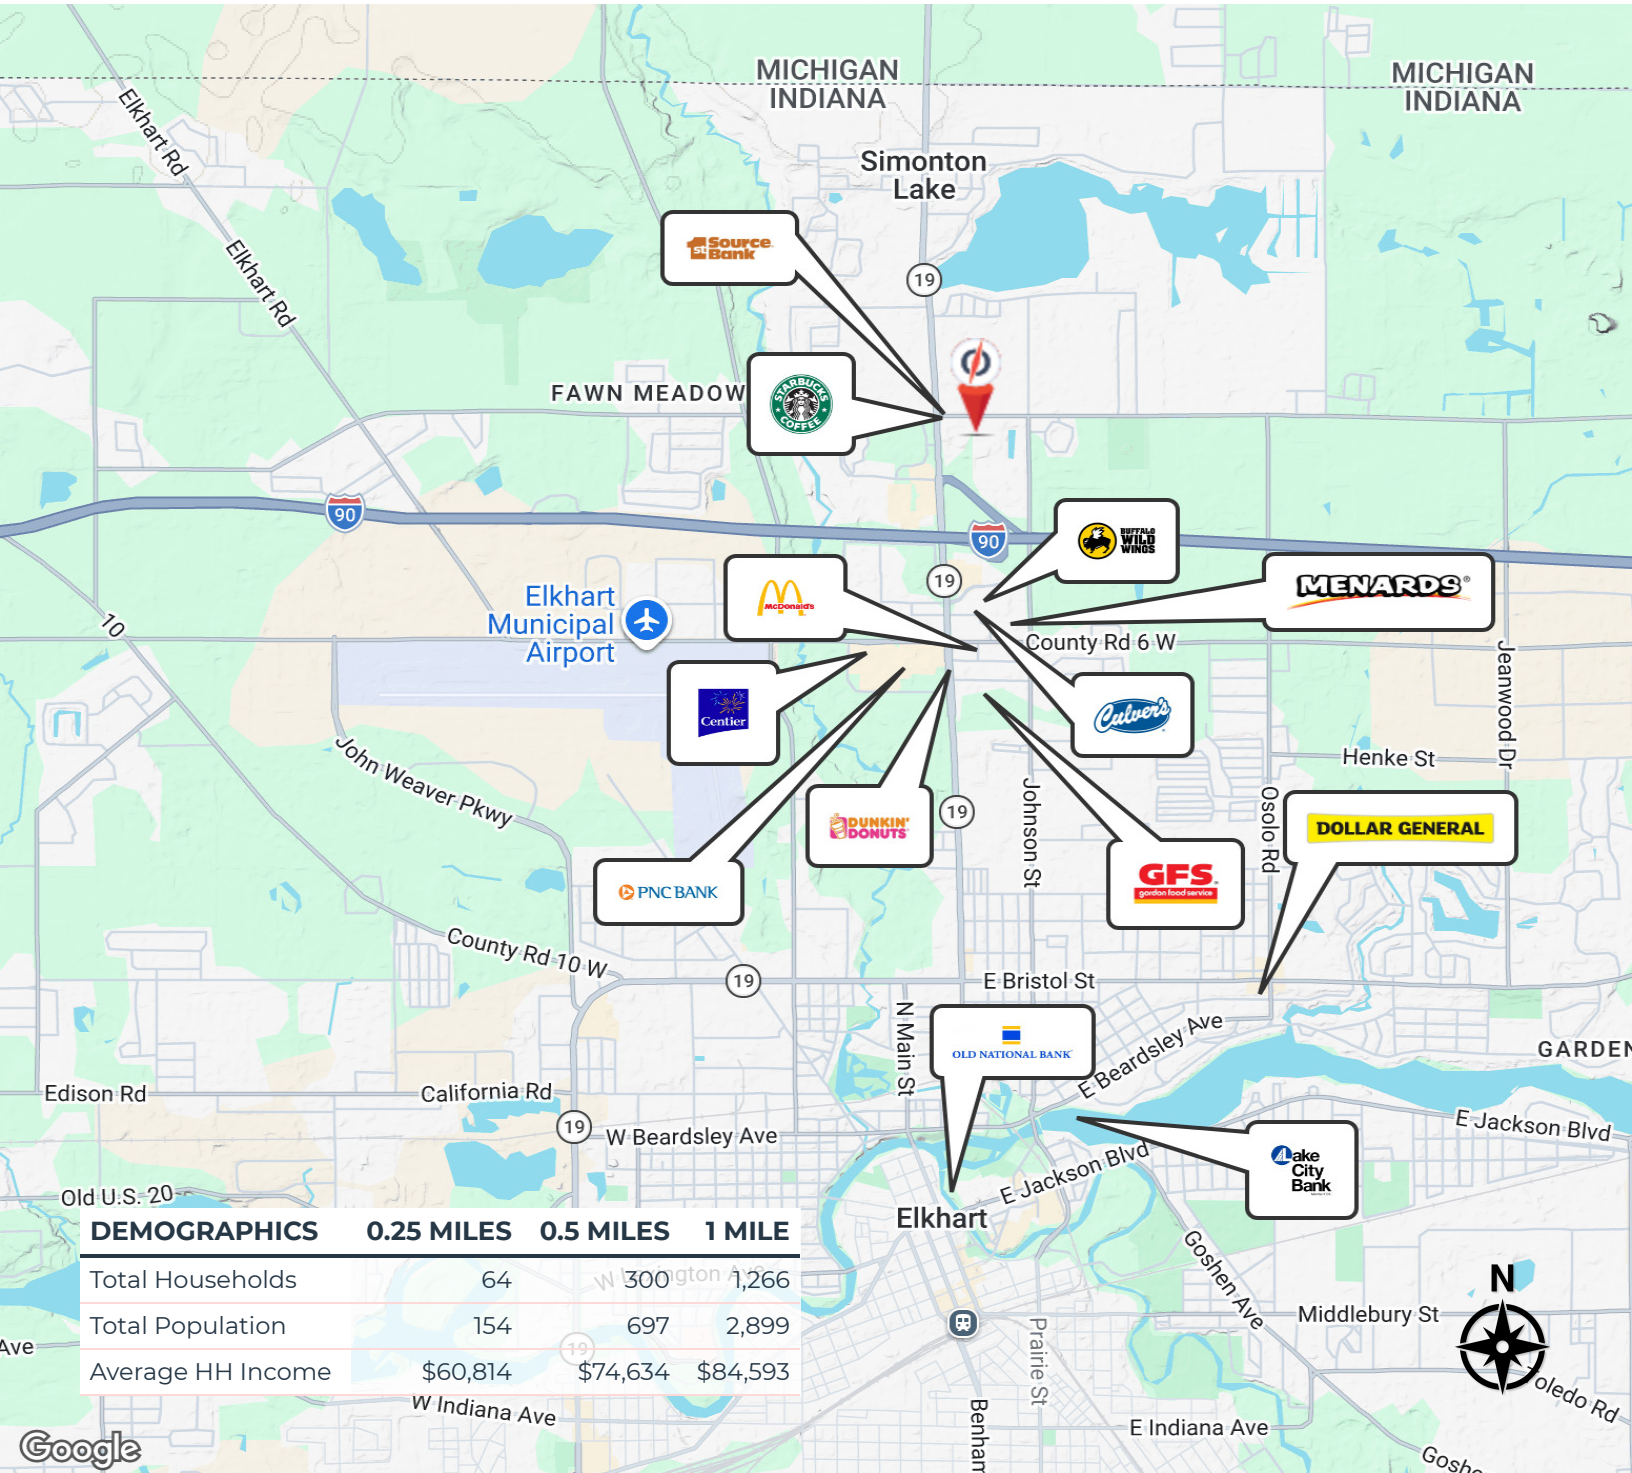 MICHIGAN
INDIANA
MICHIGAN
INDIANA
Elkhart Rd
Simonton
Lake
1st Source
Bank
Elkhart Rd
19
FAWN MEADOW
STARBUCKS
COFFEE
90
90
BUFFALO
WILD
WINGS
MENARDS®
19
McDonald's
Elkhart
Municipal
Airport
10
County Rd 6 W
Jeanwood Dr
Centier
Culver's
John Weaver Pkwy
Henke St
Johnson St
Osolo Rd
19
DUNKIN'
DONUTS
DOLLAR GENERAL
GFS
gordon food service
PNC BANK
County Rd 10 W
19
E Bristol St
N Main St
OLD NATIONAL BANK
E Beardsley Ave
GARDEN
Edison Rd
California Rd
19
W Beardsley Ave
E Jackson Blvd
E Jackson Blvd
Lake
City
Bank
Old U.S. 20
Elkhart
DEMOGRAPHICS 0.25 MILES 0.5 MILES 1 MILE
Total Households 64 300 1,266
W Lexington Ave
Total Population 154 697 2,899
19
Average HH Income $60,814 $74,634 $84,593
Goshen Ave
N
Middlebury St
Ave
Prairie St
Toledo Rd
W Indiana Ave
Benham
E Indiana Ave
Goshe
Google